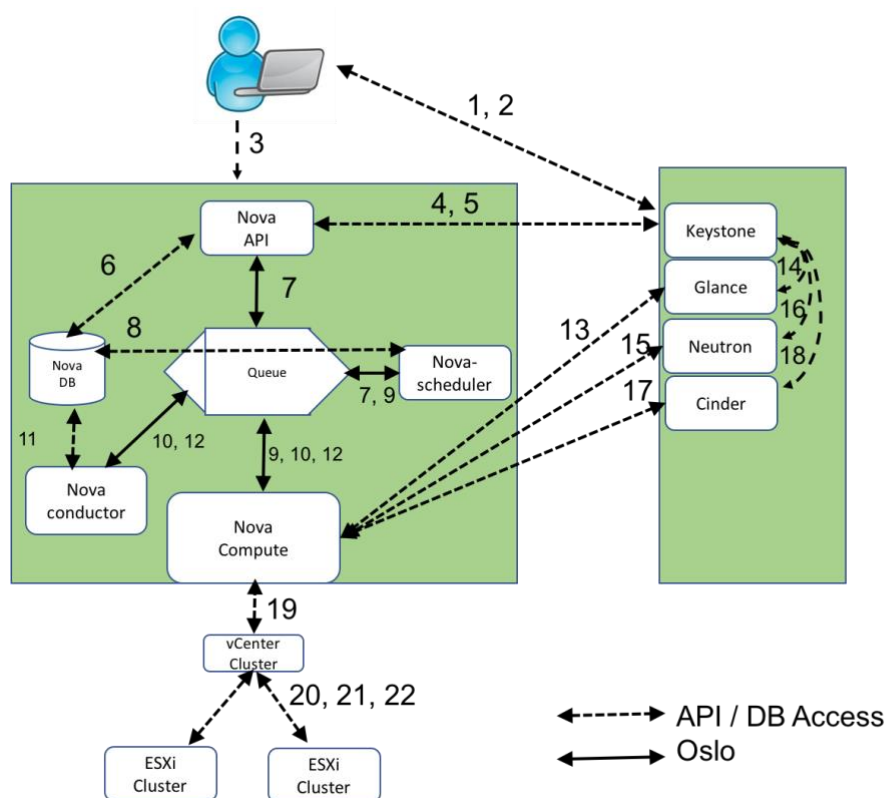 1, 2
3
Nova
API
4, 5
Keystone
6
7
14
Glance
8
13
16
Nova
DB
Queue
Nova-
scheduler
15
Neutron
18
7, 9
17
Cinder
11
10, 12
9, 10, 12
Nova
conductor
Nova
Compute
19
vCenter
Cluster
20, 21, 22
API / DB Access
Oslo
ESXi
Cluster
ESXi
Cluster